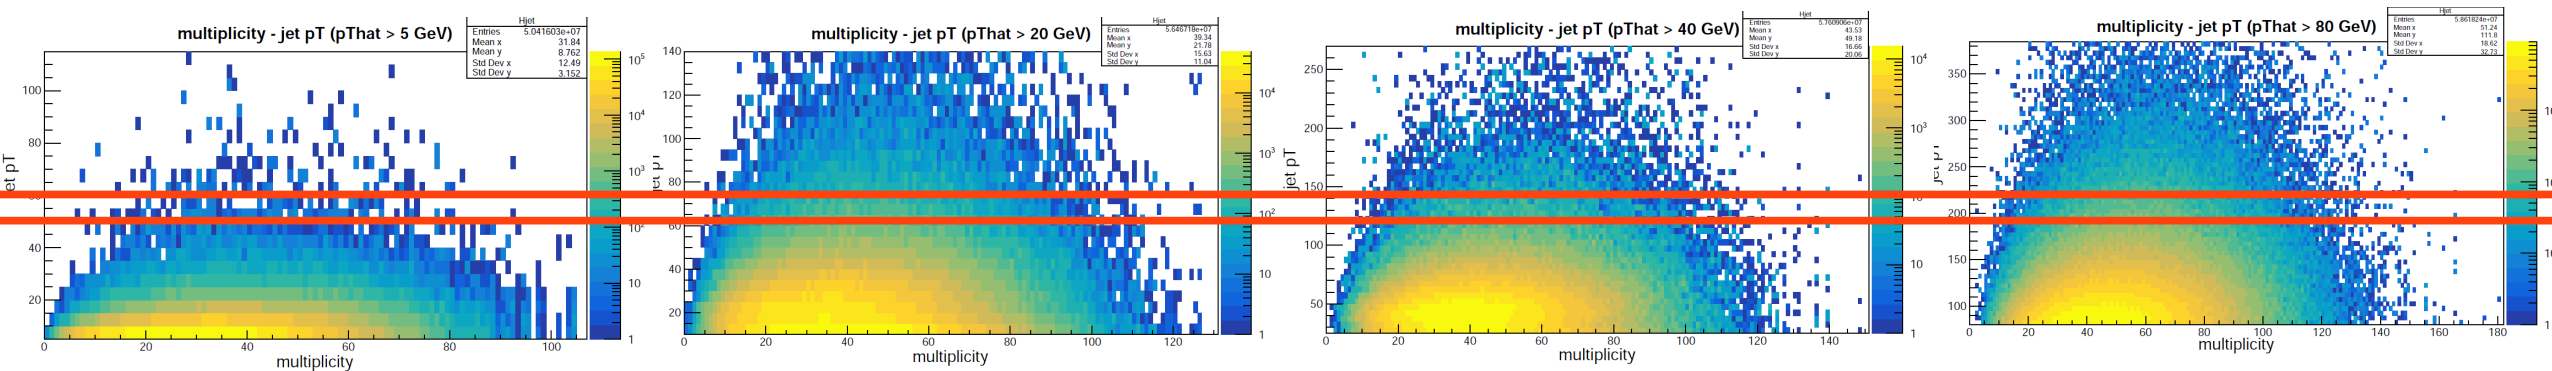 multiplicity - jet pT (pThat > 5 GeV)
Hjet
Entries 5.041603e+07
Mean x 31.84
Mean y 8.762
Std Dev x 12.49
Std Dev y 3.152
100
80
40
20
0 20 40 60 80 100
multiplicity
10⁵
10⁴
10³
10²
10
1
multiplicity - jet pT (pThat > 20 GeV)
Hjet
Entries 5.646718e+07
Mean x 39.34
Mean y 21.78
Std Dev x 15.63
Std Dev y 11.04
140
120
100
80
60
40
20
0 20 40 60 80 100 120
multiplicity
10⁴
10³
10²
10
1
multiplicity - jet pT (pThat > 40 GeV)
Hjet
Entries 5.760906e+07
Mean x 43.53
Mean y 49.18
Std Dev x 16.66
Std Dev y 20.06
jet pT
250
200
150
100
50
0 20 40 60 80 100 120 140
multiplicity
10⁴
10³
10
1
multiplicity - jet pT (pThat > 80 GeV)
Hjet
Entries 5.861824e+07
Mean x 51.24
Mean y 111.8
Std Dev x 18.62
Std Dev y 32.73
350
300
250
200
150
100
0 20 40 60 80 100 120 140 160 180
multiplicity